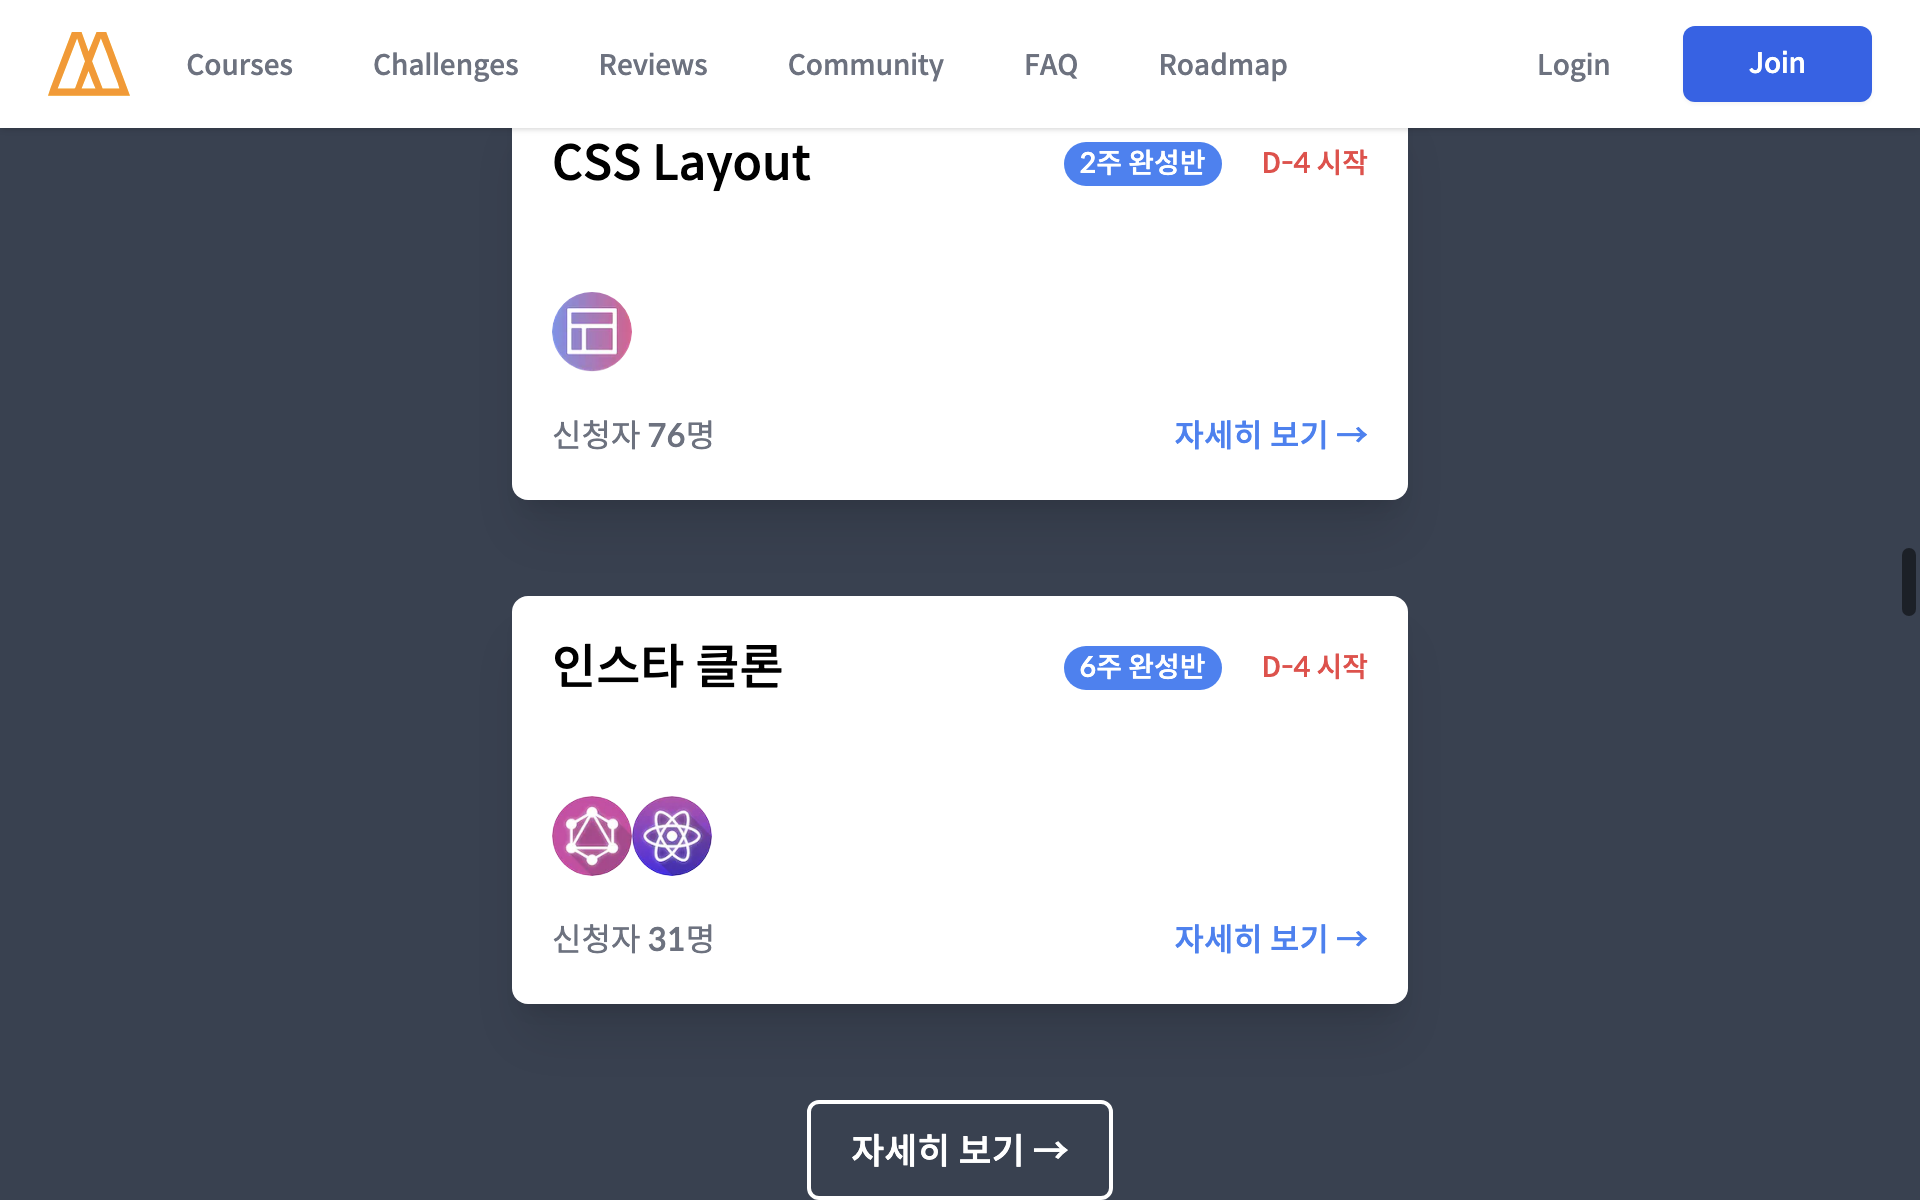 Courses Challenges Reviews Community FAQ Roadmap Login Join
CSS Layout 2주 완성반 D-4 시작
신청자 76명 자세히 보기 →
인스타 클론 6주 완성반 D-4 시작
신청자 31명 자세히 보기 →
자세히 보기 →